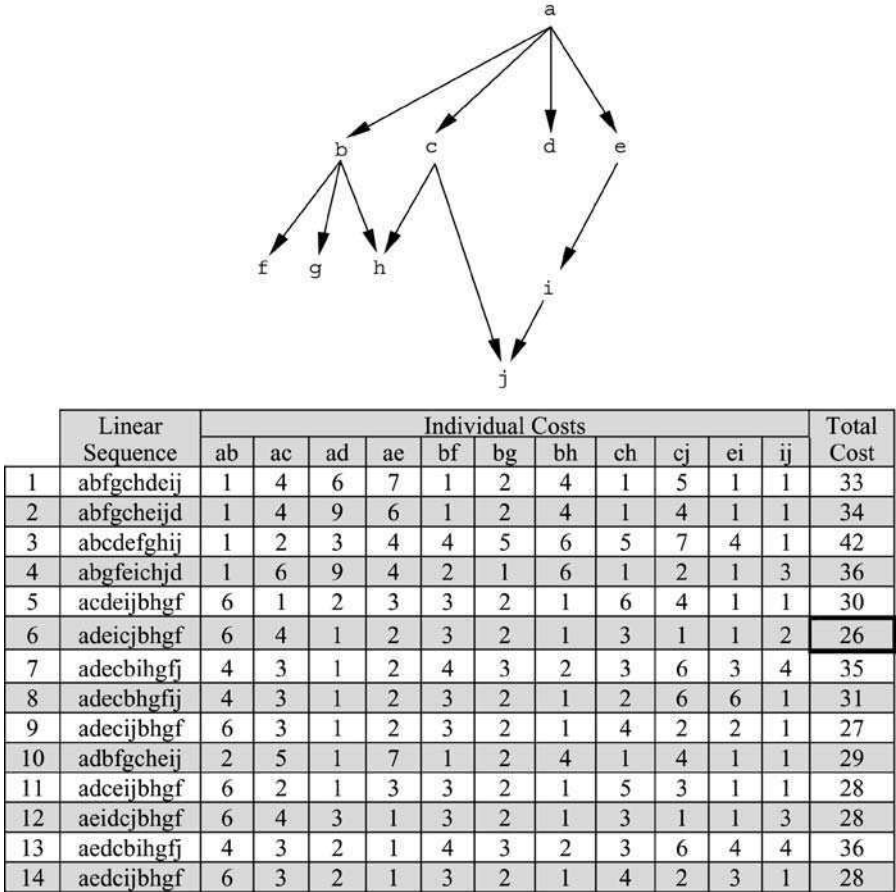 a
b c d e
f g h
i
j
Linear Sequence Individual Costs Total Cost
ab ac ad ae bf bg bh ch cj ei ij
1 abfgchdeij 1 4 6 7 1 2 4 1 5 1 1 33
2 abfgcheijd 1 4 9 6 1 2 4 1 4 1 1 34
3 abcdefghij 1 2 3 4 4 5 6 5 7 4 1 42
4 abgfeichjd 1 6 9 4 2 1 6 1 2 1 3 36
5 acdeijbhgf 6 1 2 3 3 2 1 6 4 1 1 30
6 adeicjbhgf 6 4 1 2 3 2 1 3 1 1 2 26
7 adecbihgfj 4 3 1 2 4 3 2 3 6 3 4 35
8 adecbhgfij 4 3 1 2 3 2 1 2 6 6 1 31
9 adecijbhgf 6 3 1 2 3 2 1 4 2 2 1 27
10 adbfgcheij 2 5 1 7 1 2 4 1 4 1 1 29
11 adceijbhgf 6 2 1 3 3 2 1 5 3 1 1 28
12 aeidcjbhgf 6 4 3 1 3 2 1 3 1 1 3 28
13 aedcbihgfj 4 3 2 1 4 3 2 3 6 4 4 36
14 aedcijbhgf 6 3 2 1 3 2 1 4 2 3 1 28